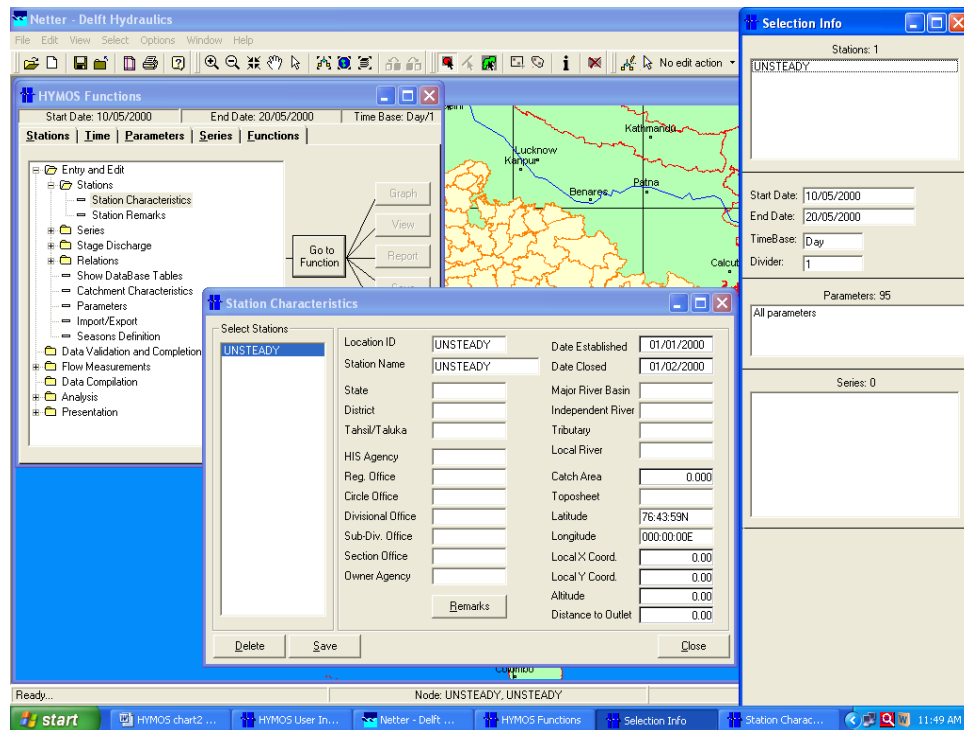 Netter - Delft Hydraulics
File Edit View Select Options Window Help
No edit action
HYMOS Functions
Start Date: 10/05/2000 End Date: 20/05/2000 Time Base: Day/1
Stations Time Parameters Series Functions
Entry and Edit
Stations
Station Characteristics
Station Remarks
Series
Stage Discharge
Relations
Show DataBase Tables
Catchment Characteristics
Parameters
Import/Export
Seasons Definition
Data Validation and Completion
Flow Measurements
Data Compilation
Analysis
Presentation
Go to
Function
Graph
View
Report
Kathmandu
Lucknow
Kanpur
Benares
Patna
Calcut
Station Characteristics
Select Stations
UNSTEADY
Location ID UNSTEADY
Station Name UNSTEADY
State
District
Tahsil/Taluka
HIS Agency
Reg. Office
Circle Office
Divisional Office
Sub-Div. Office
Section Office
Owner Agency
Remarks
Date Established 01/01/2000
Date Closed 01/02/2000
Major River Basin
Independent River
Tributary
Local River
Catch Area 0.000
Toposheet
Latitude 76:43:59N
Longitude 000:00:00E
Local X Coord. 0.00
Local Y Coord. 0.00
Altitude 0.00
Distance to Outlet 0.00
Delete Save Close
Selection Info
Stations: 1
UNSTEADY
Start Date: 10/05/2000
End Date: 20/05/2000
TimeBase: Day
Divider: 1
Parameters: 95
All parameters
Series: 0
Ready... Node: UNSTEADY, UNSTEADY
start HYMOS chart2 ... HYMOS User In... Netter - Delft ... HYMOS Functions Selection Info Station Charac... 11:49 AM